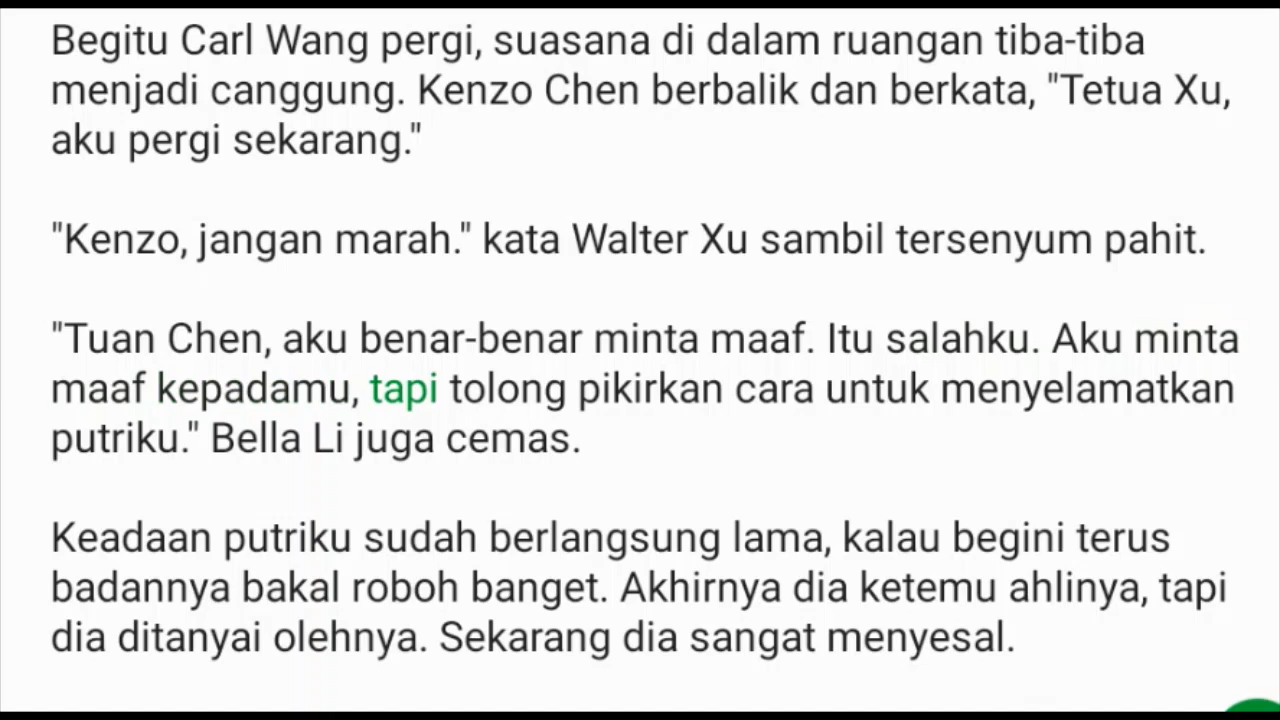 Begitu Carl Wang pergi, suasana di dalam ruangan tiba-tiba
menjadi canggung. Kenzo Chen berbalik dan berkata, "Tetua Xu,
aku pergi sekarang."
"Kenzo, jangan marah." kata Walter Xu sambil tersenyum pahit.
"Tuan Chen, aku benar-benar minta maaf. Itu salahku. Aku minta
maaf kepadamu, tapi tolong pikirkan cara untuk menyelamatkan
putriku." Bella Li juga cemas.
Keadaan putriku sudah berlangsung lama, kalau begini terus
badannya bakal roboh banget. Akhirnya dia ketemu ahlinya, tapi
dia ditanyai olehnya. Sekarang dia sangat menyesal.